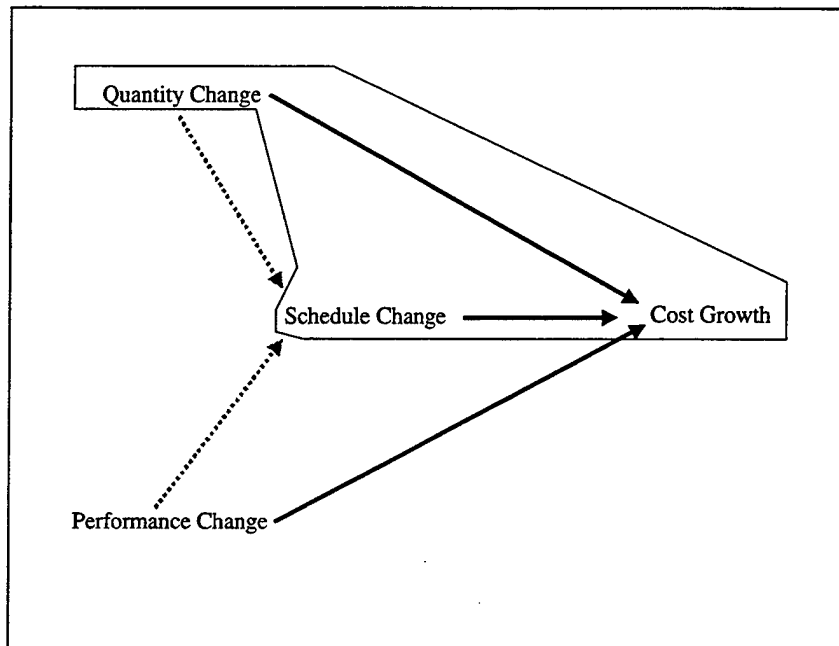 Quantity Change
Schedule Change
Cost Growth
Performance Change